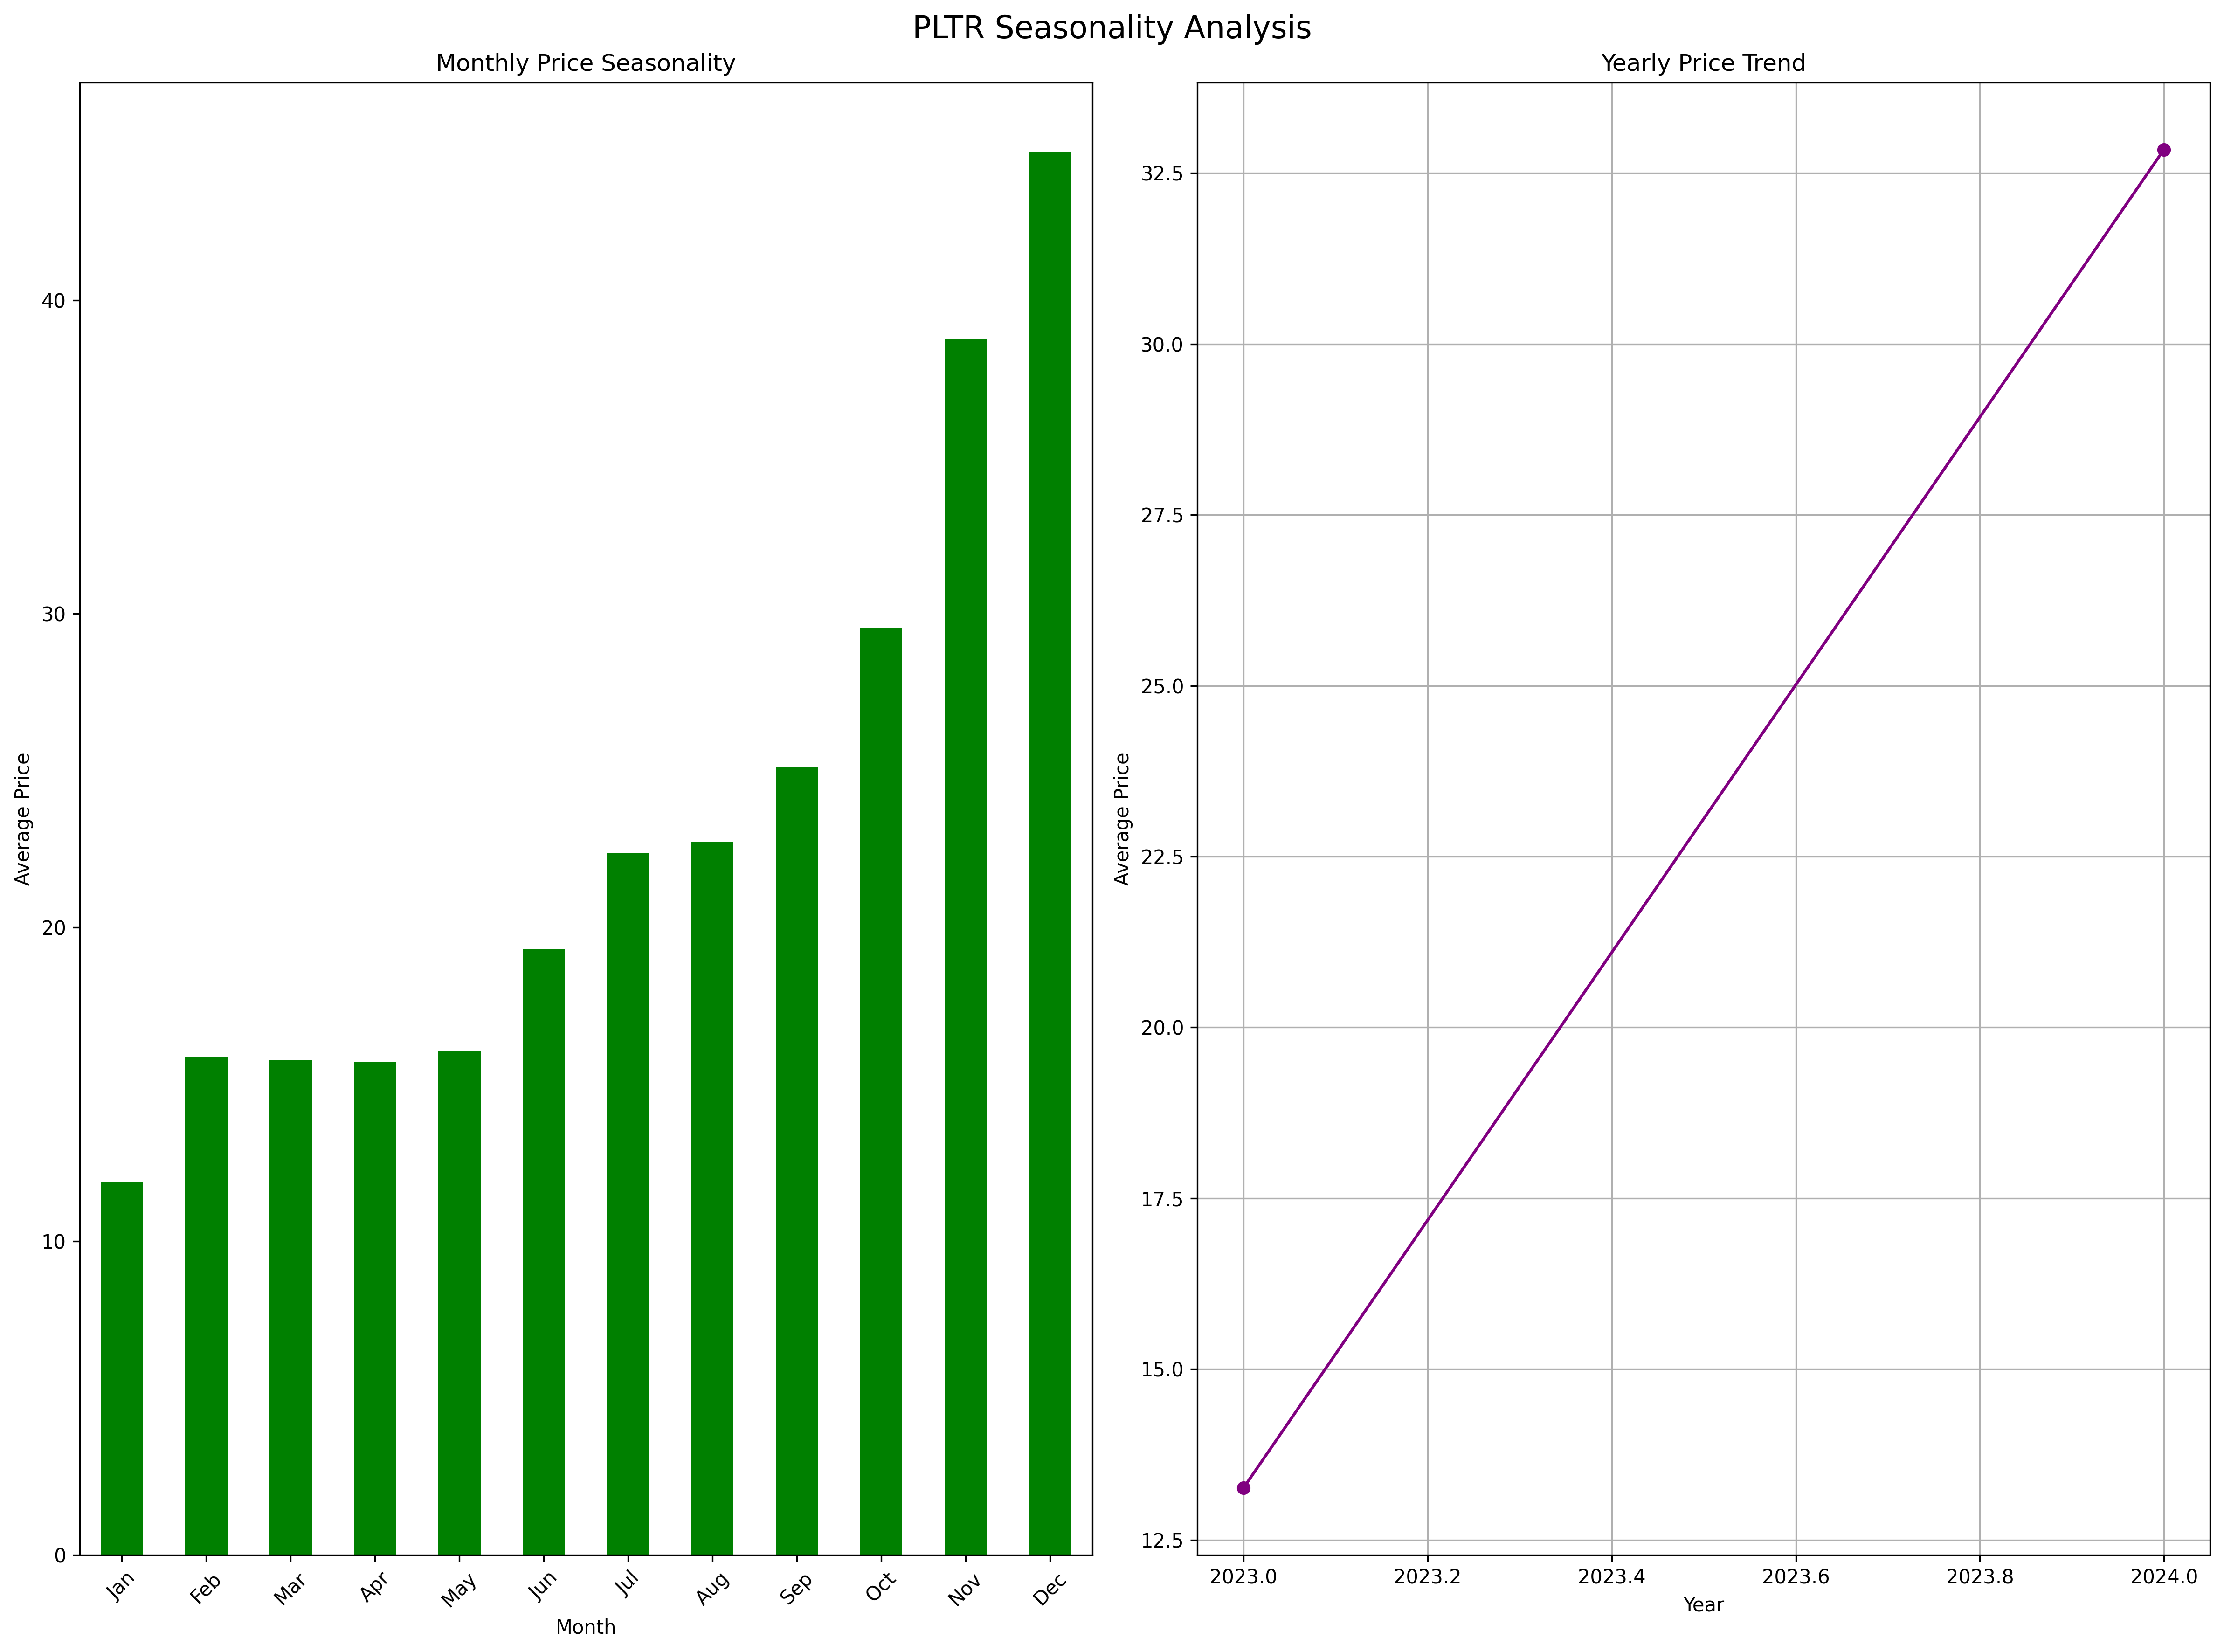 PLTR Seasonality Analysis
Monthly Price Seasonality
Average Price
40
30
20
10
0
Jan Feb Mar Apr May Jun Jul Aug Sep Oct Nov Dec
Month
Yearly Price Trend
Average Price
32.5
30.0
27.5
25.0
22.5
20.0
17.5
15.0
12.5
2023.0 2023.2 2023.4 2023.6 2023.8 2024.0
Year